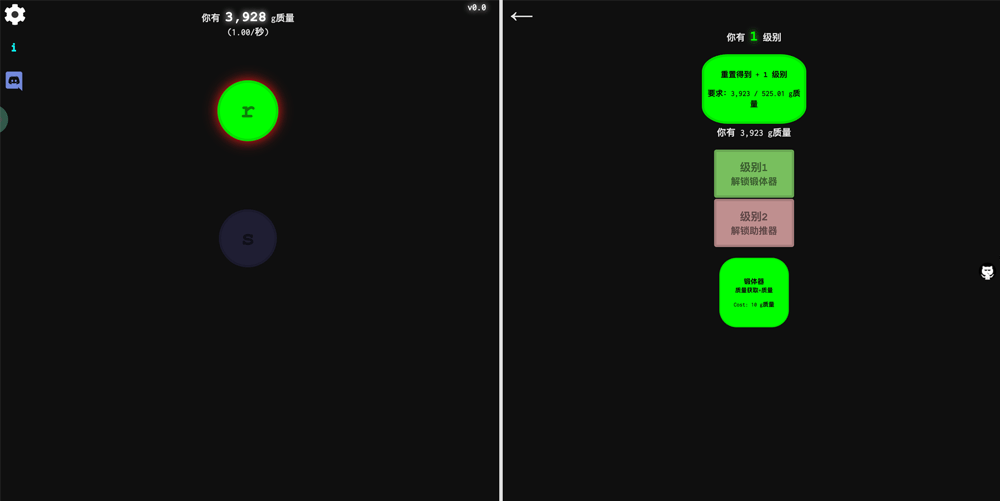 v0.0
你有 3,928 g质量
(1.00/秒)
i
r
s
你有 1 级别
重置得到 + 1 级别
要求: 3,923 / 525.01 g质
量
你有 3,923 g质量
级别1
解锁锻体器
级别2
解锁助推器
锻体器
质量获取+质量
Cost: 10 g质量